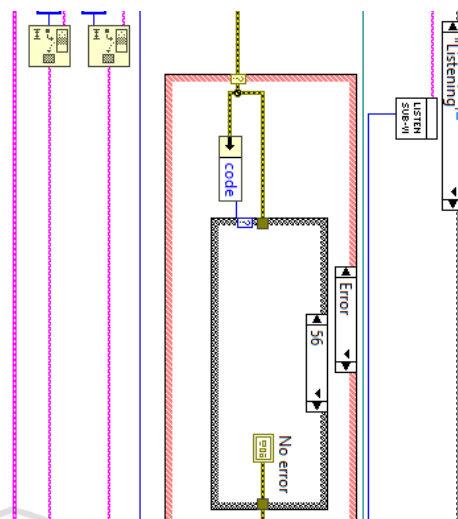 "Listening"
LISTEN
SUB-VI
code
Error
56
No error